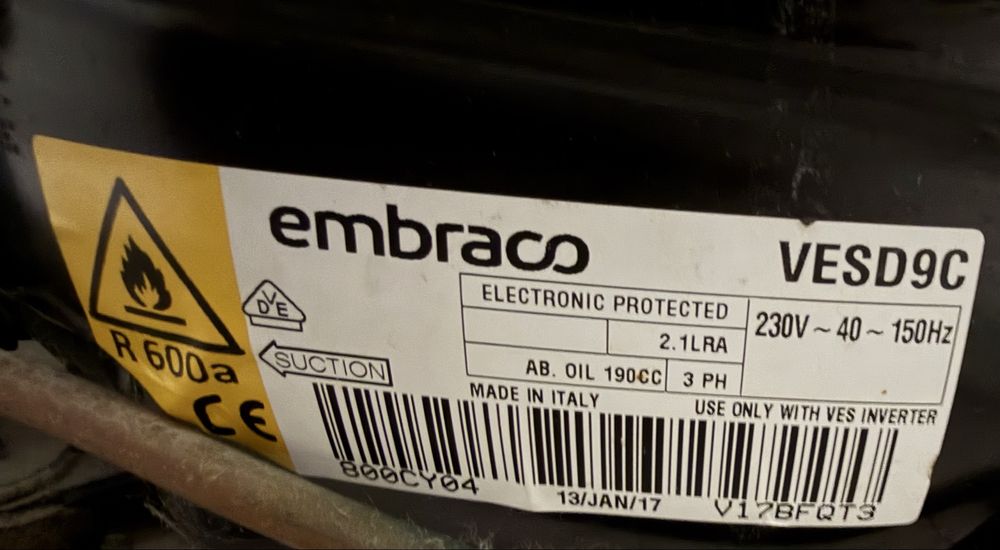 embraco
VESD9C
DVE
ELECTRONIC PROTECTED
2.1LRA
230V ~ 40 ~ 150Hz
SUCTION
AB. OIL 190CC
3 PH
R 600a
MADE IN ITALY
USE ONLY WITH VES INVERTER
CE
800CY04
13/JAN/17
V17BFQT3